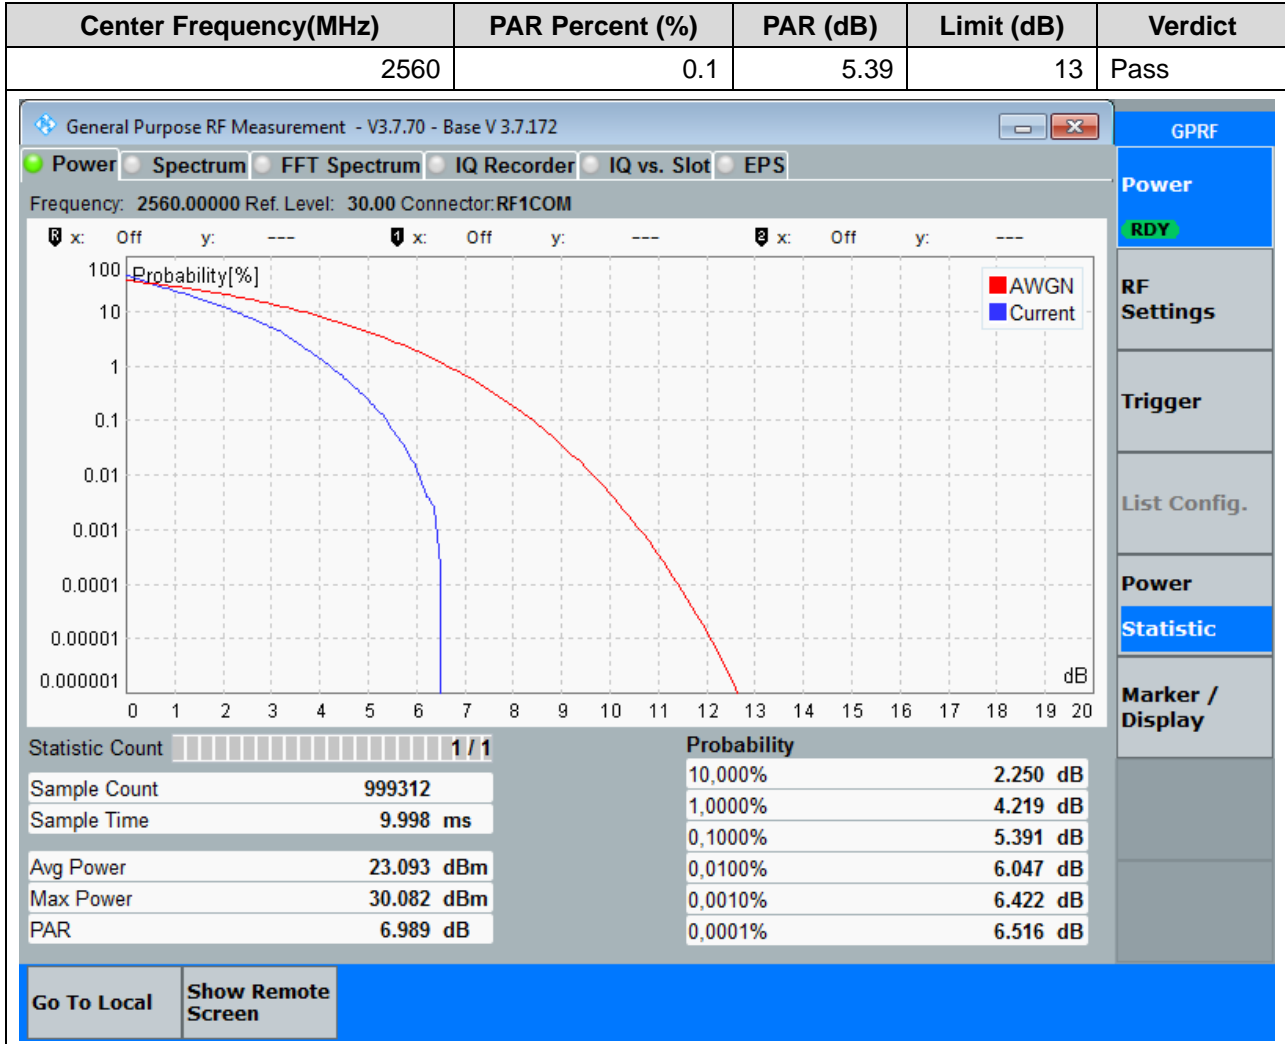 Center Frequency(MHz) PAR Percent (%) PAR (dB) Limit (dB) Verdict
2560 0.1 5.39 13 Pass
General Purpose RF Measurement - V3.7.70 - Base V 3.7.172
GPRF
Power Spectrum FFT Spectrum IQ Recorder IQ vs. Slot EPS
Frequency: 2560.00000 Ref. Level: 30.00 Connector: RF1COM
R x: Off y: --- 1 x: Off y: --- 2 x: Off y: ---
Probability[%]
AWGN
Current
100
10
1
0.1
0.01
0.001
0.0001
0.00001
0.000001
dB
0 1 2 3 4 5 6 7 8 9 10 11 12 13 14 15 16 17 18 19 20
Statistic Count 1 / 1
Sample Count 999312
Sample Time 9.998 ms
Avg Power 23.093 dBm
Max Power 30.082 dBm
PAR 6.989 dB
Probability
10,000% 2.250 dB
1,0000% 4.219 dB
0,1000% 5.391 dB
0,0100% 6.047 dB
0,0010% 6.422 dB
0,0001% 6.516 dB
Power
RDY
RF
Settings
Trigger
List Config.
Power
Statistic
Marker /
Display
Go To Local
Show Remote
Screen